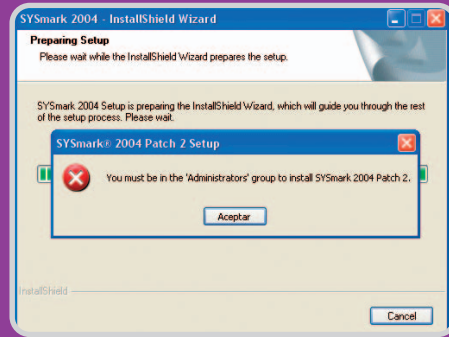 SYSmark 2004 - InstallShield Wizard
Preparing Setup
Please wait while the InstallShield Wizard prepares the setup.
SYSmark 2004 Setup is preparing the InstallShield Wizard, which will guide you through the rest
of the setup process. Please wait.
SYSmark® 2004 Patch 2 Setup
You must be in the 'Administrators' group to install SYSmark 2004 Patch 2.
Aceptar
InstallShield
Cancel